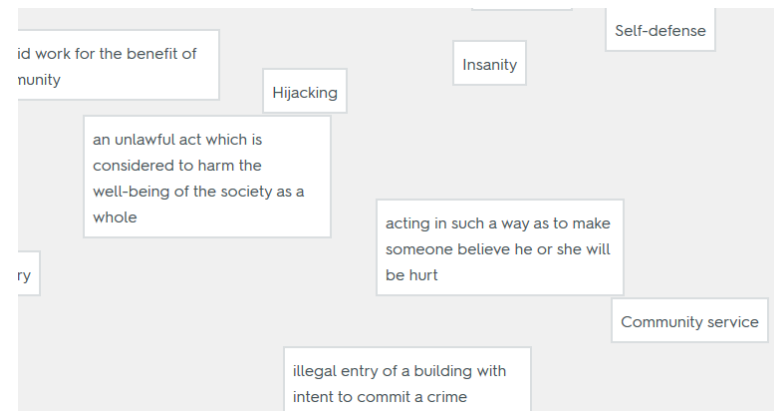 Self-defense
id work for the benefit of
munity
Insanity
Hijacking
an unlawful act which is
considered to harm the
well-being of the society as a
whole
acting in such a way as to make
someone believe he or she will
be hurt
ry
Community service
illegal entry of a building with
intent to commit a crime